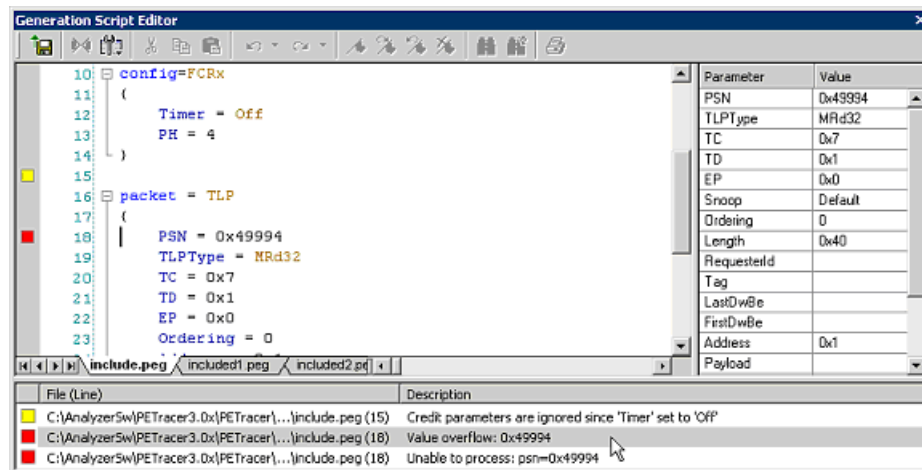 Generation Script Editor
10 config=FCRx
11 {
12 Timer = Off
13 PH = 4
14 }
15
16 packet = TLP
17 {
18 PSN = 0x49994
19 TLPType = MRd32
20 TC = 0x7
21 TD = 0x1
22 EP = 0x0
23 Ordering = 0
include.peg included1.peg included2.pe
Parameter Value
PSN 0x49994
TLPType MRd32
TC 0x7
TD 0x1
EP 0x0
Snoop Default
Ordering 0
Length 0x40
RequesterId
Tag
LastDwBe
FirstDwBe
Address 0x1
Payload
File (Line) Description
C:\AnalyzerSw\PETracer3.0x\PETracer\...\include.peg (15) Credit parameters are ignored since 'Timer' set to 'Off'
C:\AnalyzerSw\PETracer3.0x\PETracer\...\include.peg (18) Value overflow: 0x49994
C:\AnalyzerSw\PETracer3.0x\PETracer\...\include.peg (18) Unable to process: psn=0x49994